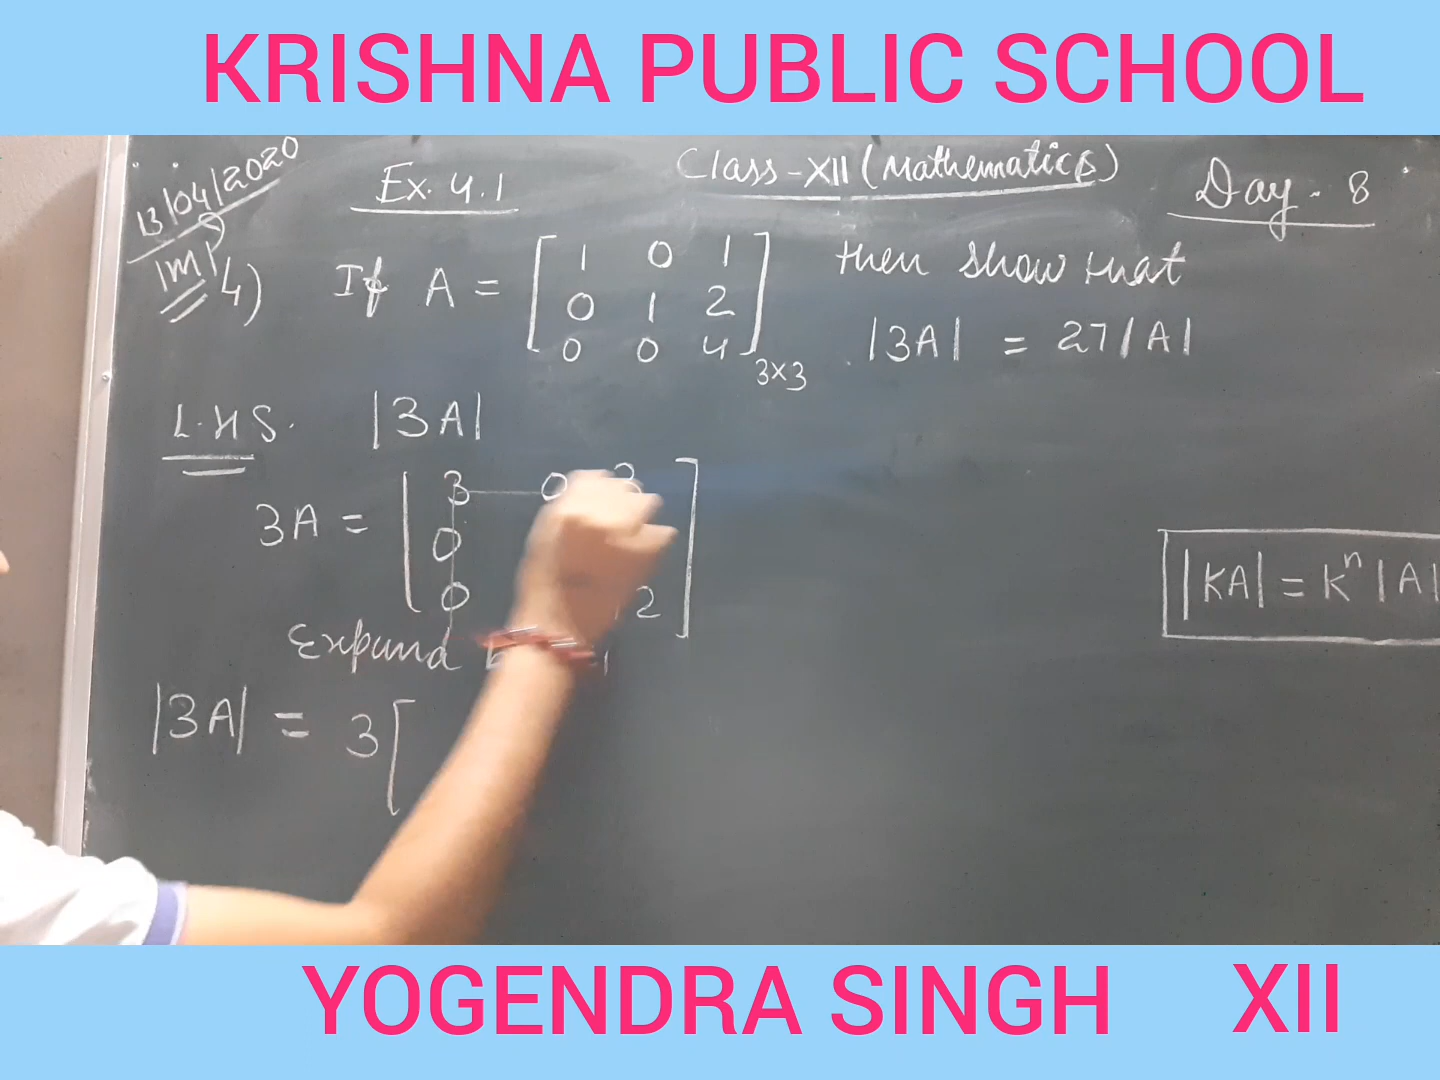 KRISHNA PUBLIC SCHOOL
13/04/2020
Ex. 4.1
Class-XII (Mathematics)
Day - 8
IMP
4) If A = [ 1 0 1 then show that
0 1 2
0 0 4 ] 3×3 |3A| = 27|A|
L.H.S. |3A|
3A = [ 3 0 3
0
0 2 ]
|KA| = K^n |A|
Expand
|3A| = 3[
YOGENDRA SINGH XII